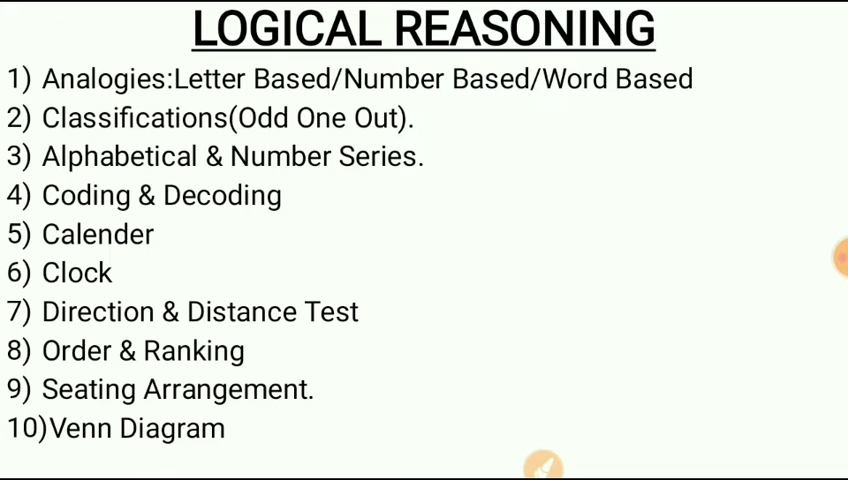 LOGICAL REASONING
1) Analogies:Letter Based/Number Based/Word Based
2) Classifications(Odd One Out).
3) Alphabetical & Number Series.
4) Coding & Decoding
5) Calender
6) Clock
7) Direction & Distance Test
8) Order & Ranking
9) Seating Arrangement.
10)Venn Diagram